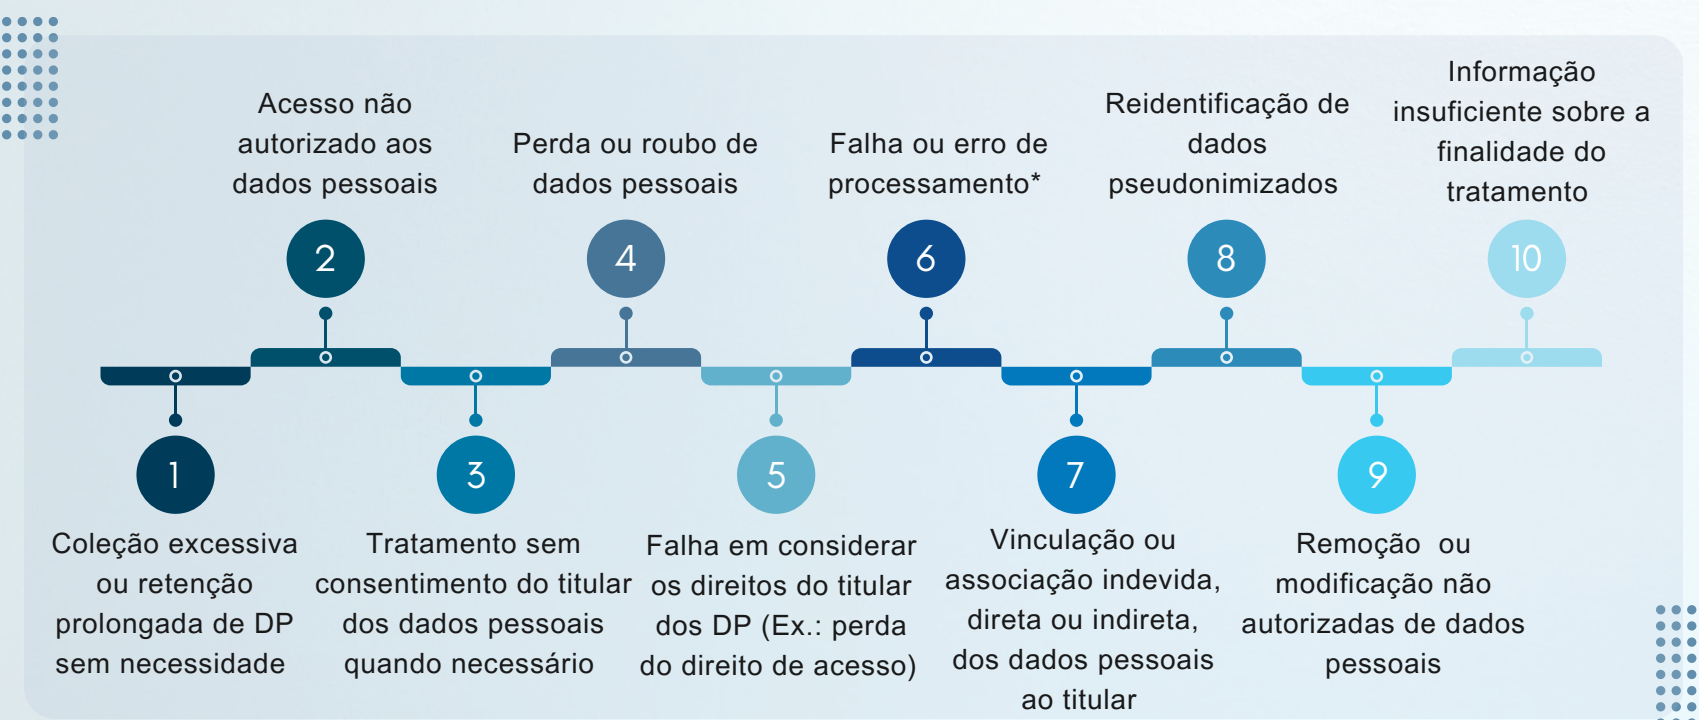 Coleção excessiva
ou retenção
prolongada de DP
sem necessidade
1
Acesso não
autorizado aos
dados pessoais
2
3
Tratamento sem
consentimento do titular
dos dados pessoais
quando necessário
Perda ou roubo de
dados pessoais
4
5
Falha em considerar
os direitos do titular
dos DP (Ex.: perda
do direito de acesso)
Falha ou erro de
processamento*
6
7
Vinculação ou
associação indevida,
direta ou indireta,
dos dados pessoais
ao titular
Reidentificação de
dados
pseudonimizados
8
9
Remoção  ou
modificação não
autorizadas de dados
pessoais
Informação
insuficiente sobre a
finalidade do
tratamento
10